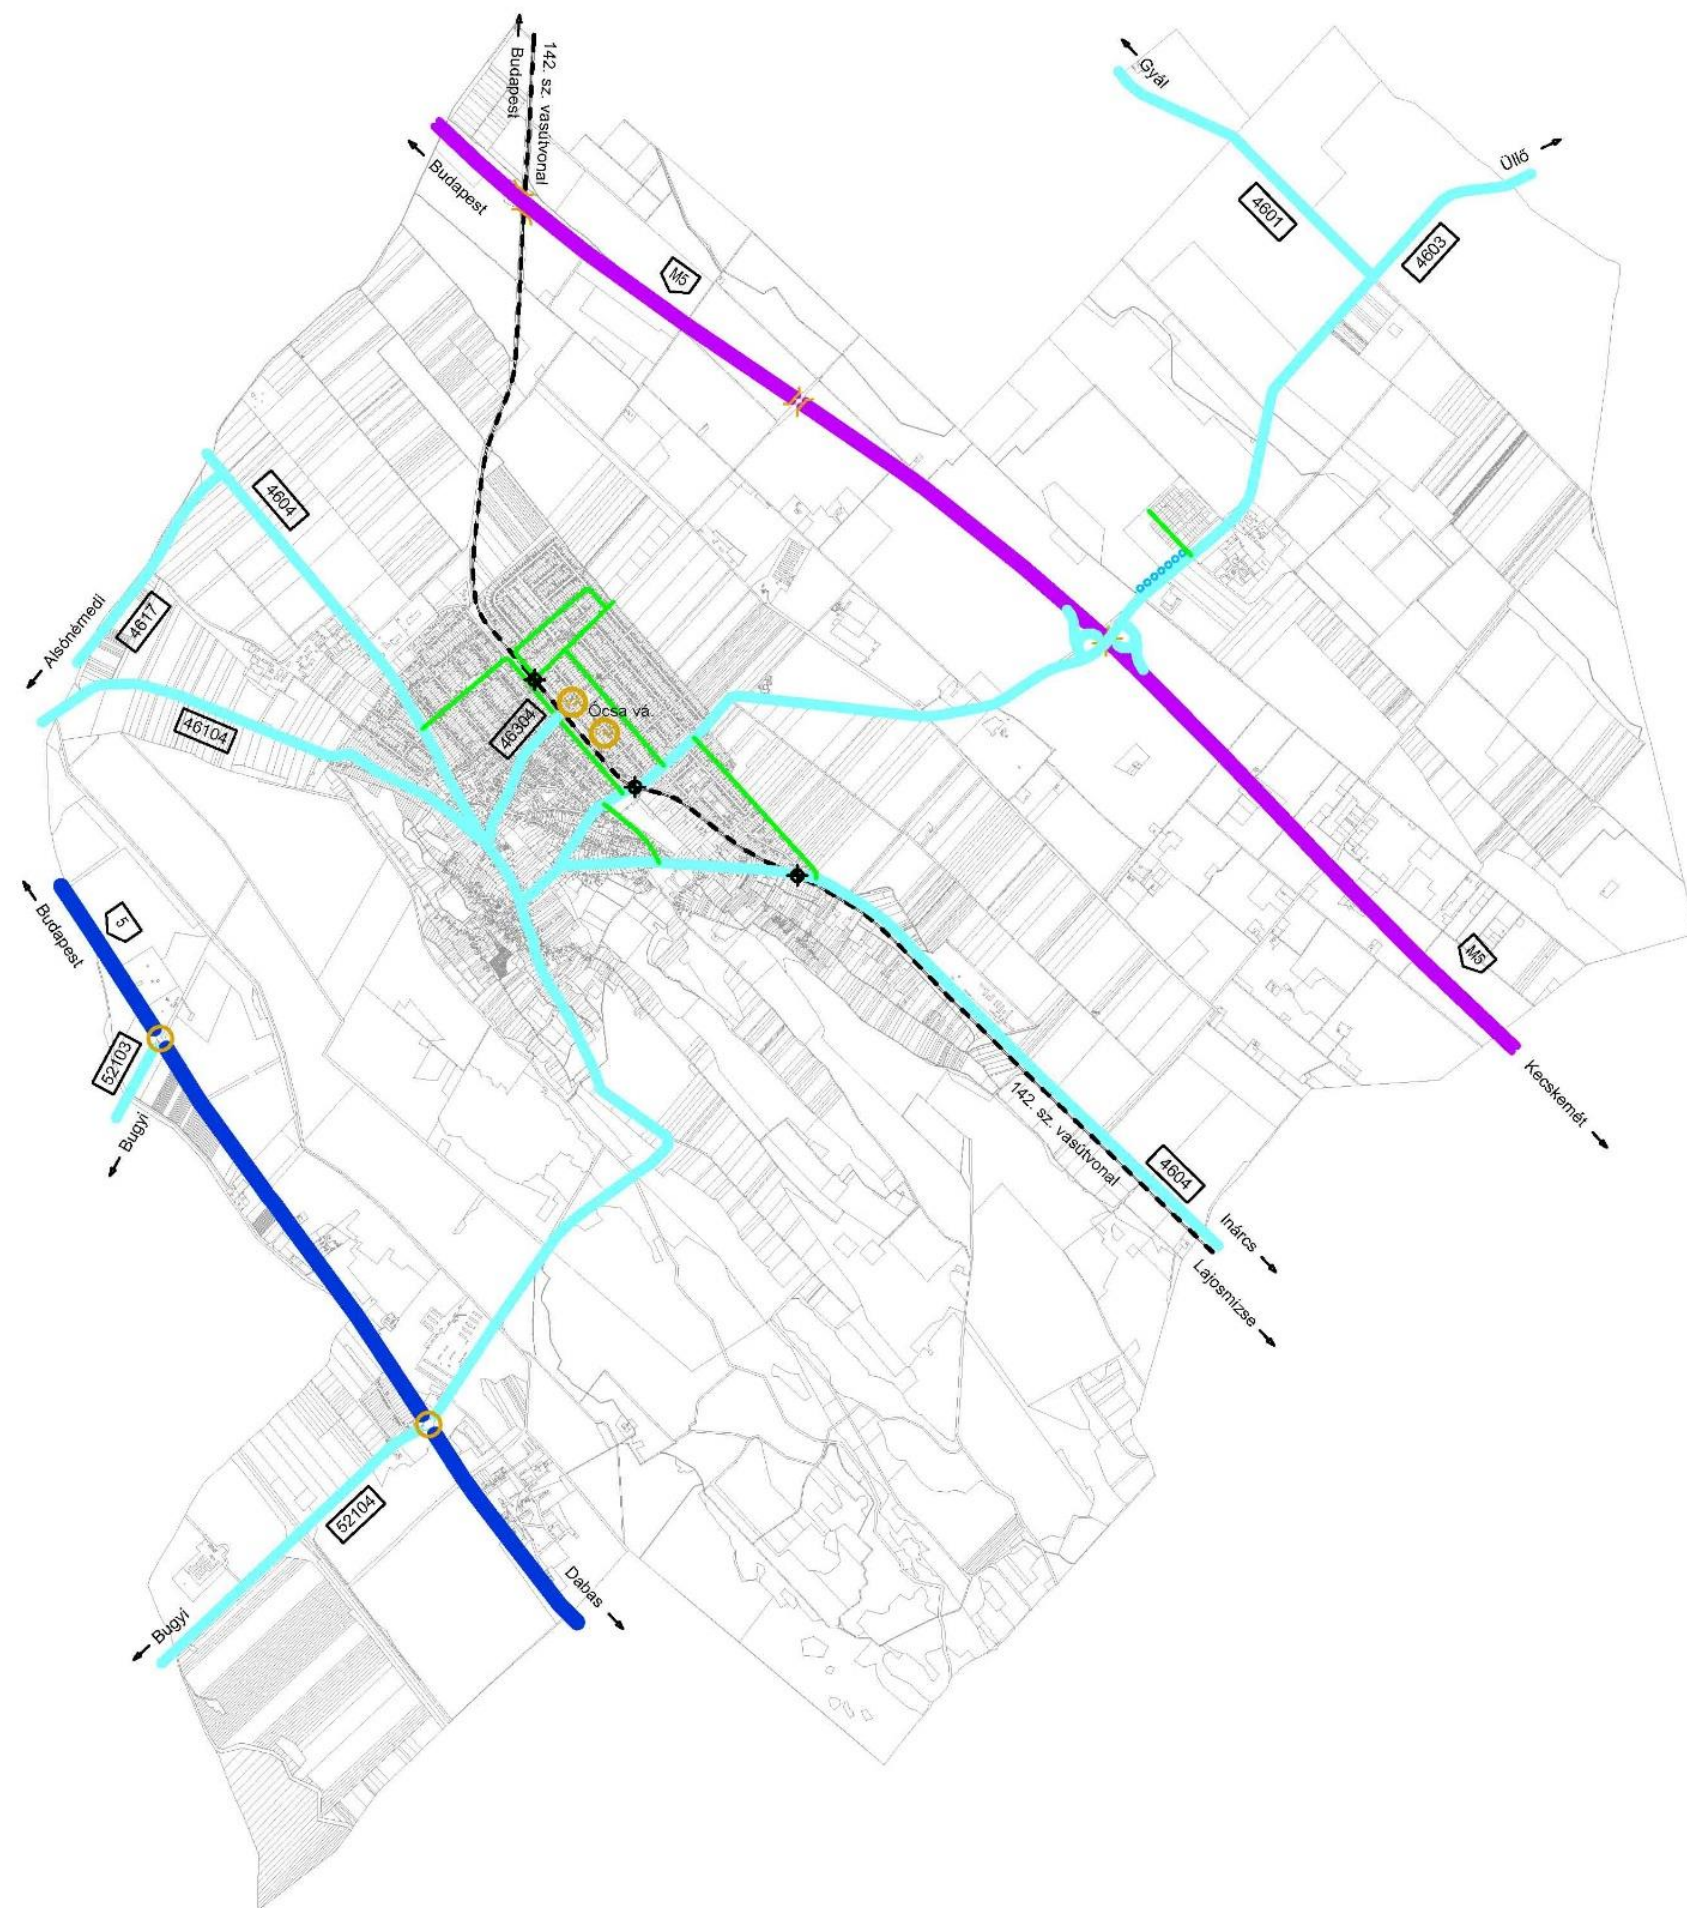 142. sz. vasútvonal
Budapest
Gyál
Üllő
Budapest
4601
4603
M5
4604
Alsónémedi
4617
46104
46304
Ócsa vá.
5
Budapest
M5
52103
Bugyi
Kecskemét
142. sz. vasútvonal
4604
Inárcs
Lajosmizse
52104
Dabas
Bugyi